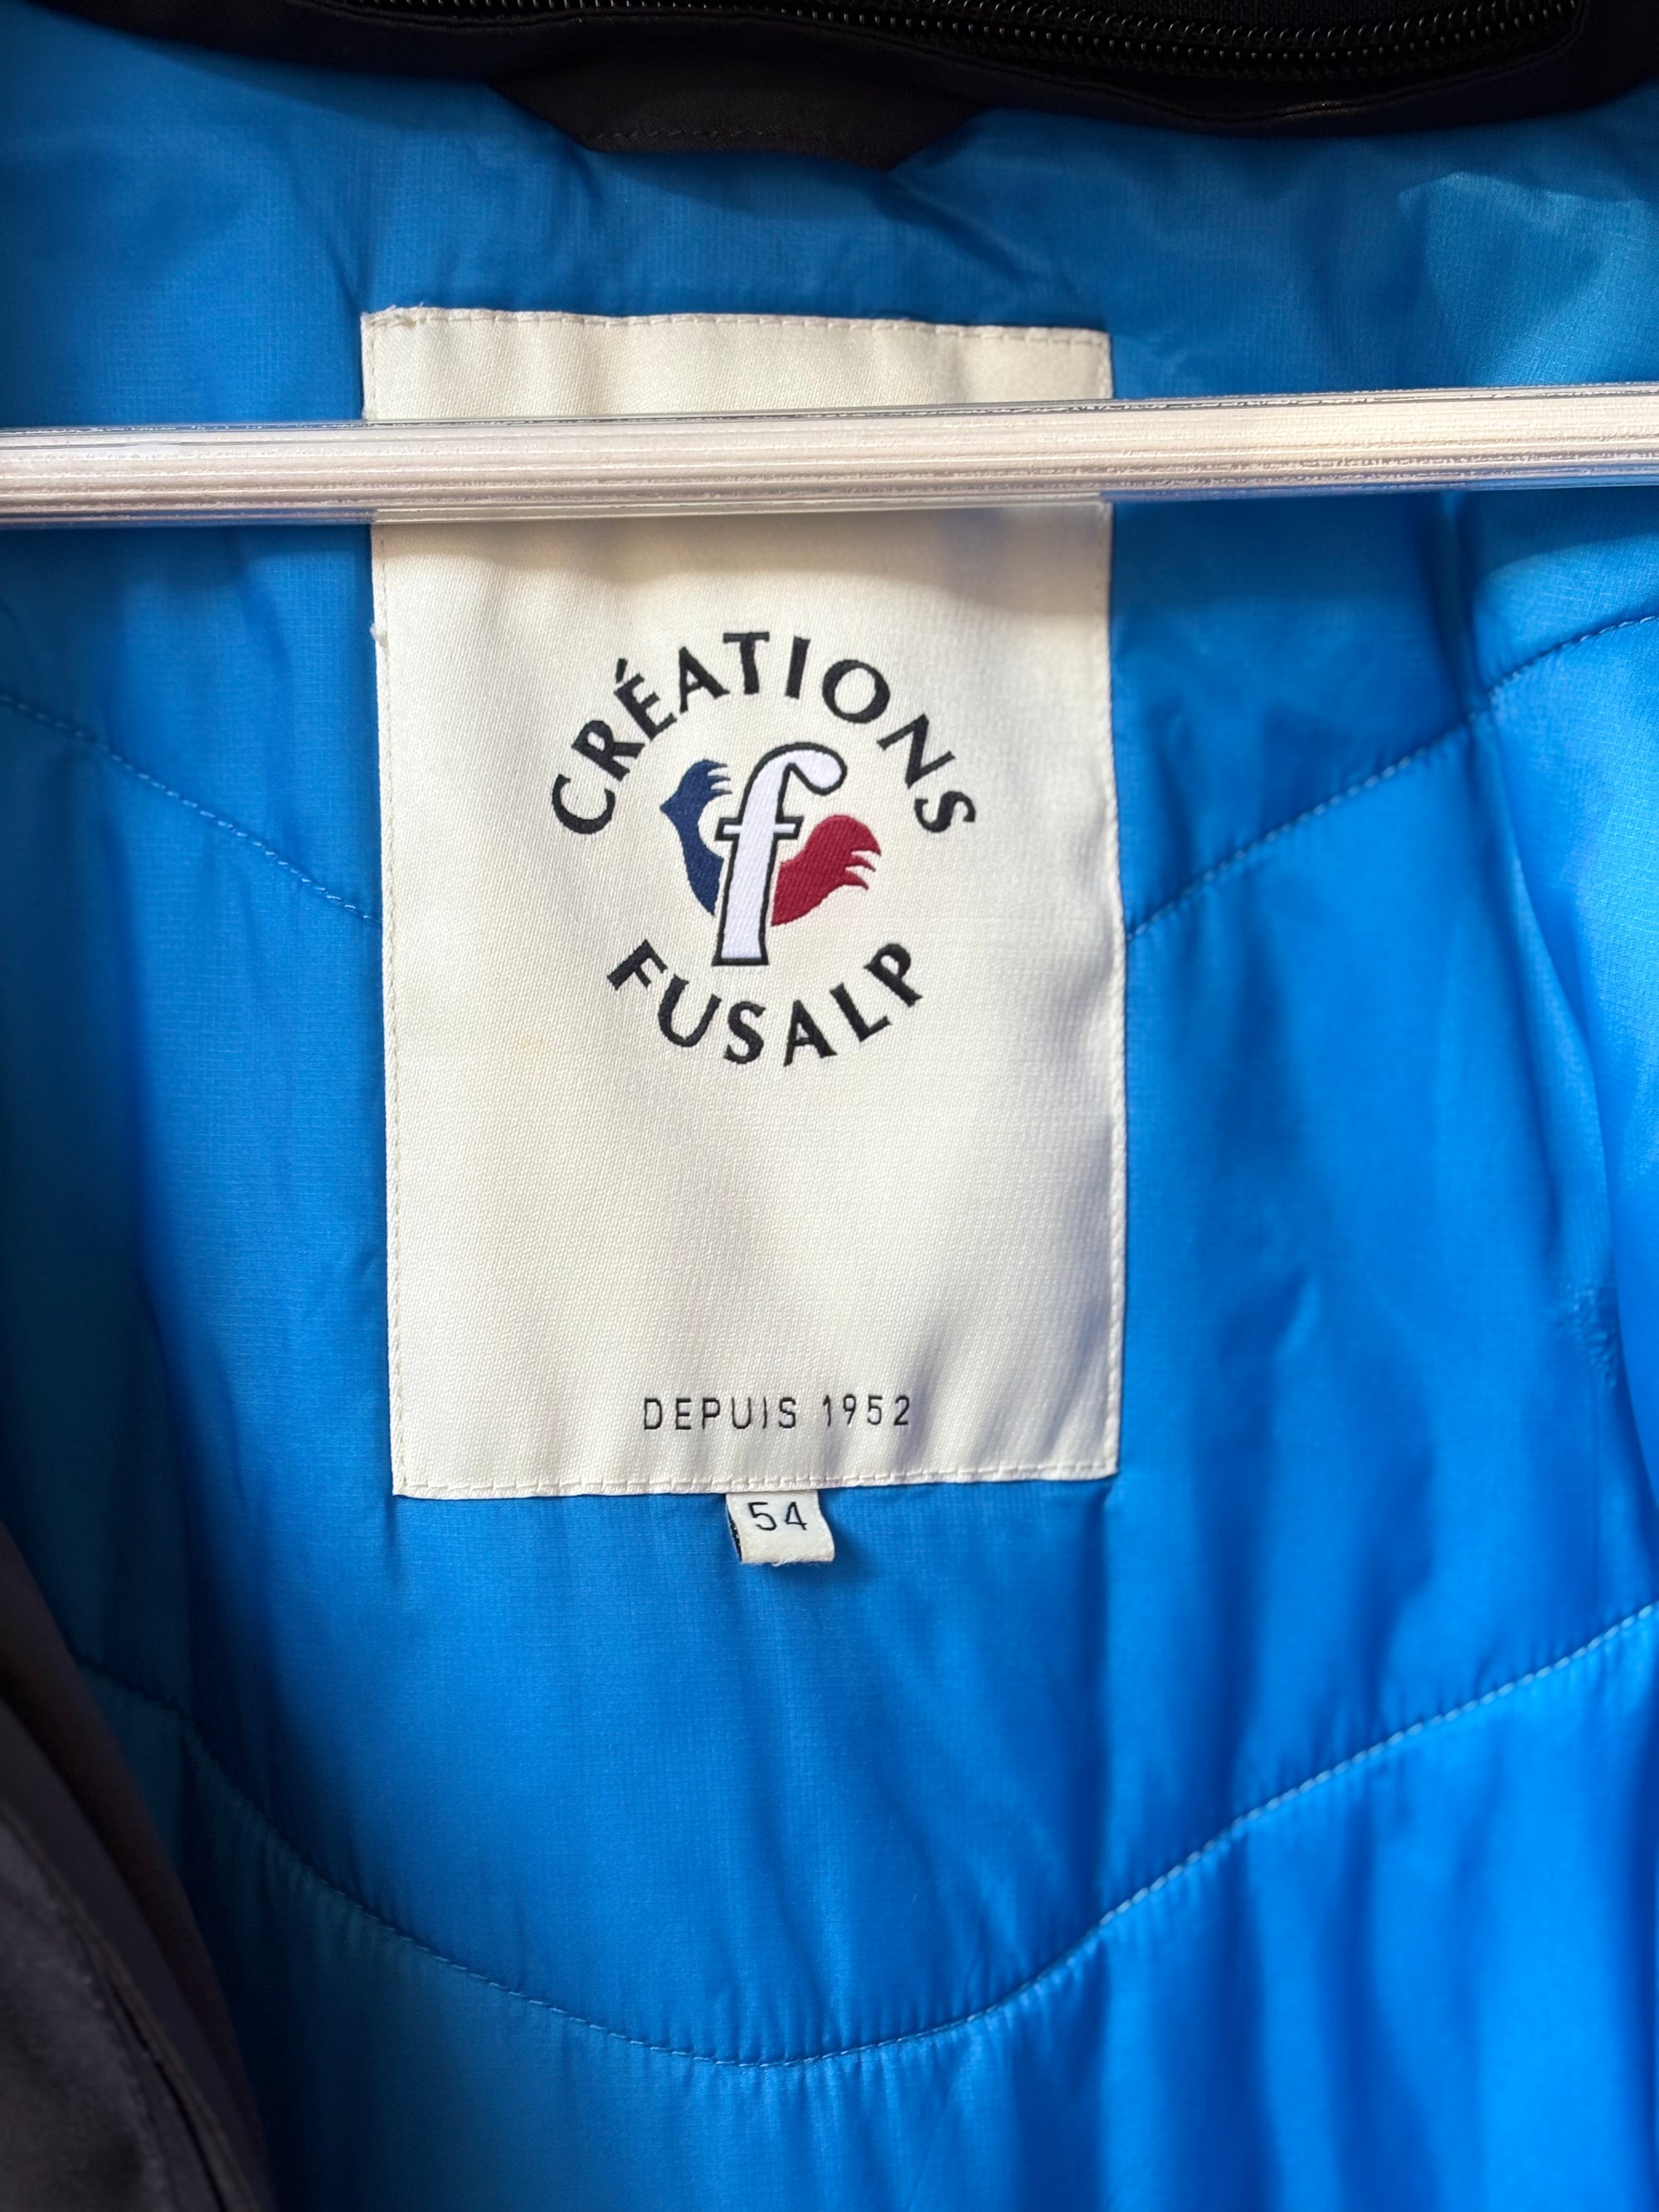 CRÉATIONS
f
FUSALP
DEPUIS 1952
54